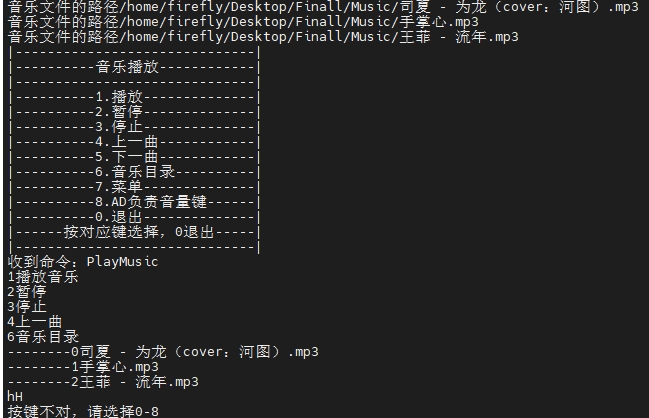 音乐文件的路径/home/firefly/Desktop/Finall/Music/司夏 - 为龙（cover：河图）.mp3
音乐文件的路径/home/firefly/Desktop/Finall/Music/手掌心.mp3
音乐文件的路径/home/firefly/Desktop/Finall/Music/王菲 - 流年.mp3
|------------------------------|
|----------音乐播放------------|
|------------------------------|
|----------1.播放--------------|
|----------2.暂停--------------|
|----------3.停止--------------|
|----------4.上一曲------------|
|----------5.下一曲------------|
|----------6.音乐目录----------|
|----------7.菜单--------------|
|----------8.AD负责音量键------|
|----------0.退出--------------|
|------按对应键选择，0退出-----|
|------------------------------|
收到命令：PlayMusic
1播放音乐
2暂停
3停止
4上一曲
6音乐目录
--------0司夏 - 为龙（cover：河图）.mp3
--------1手掌心.mp3
--------2王菲 - 流年.mp3
hH
按键不对，请选择0-8